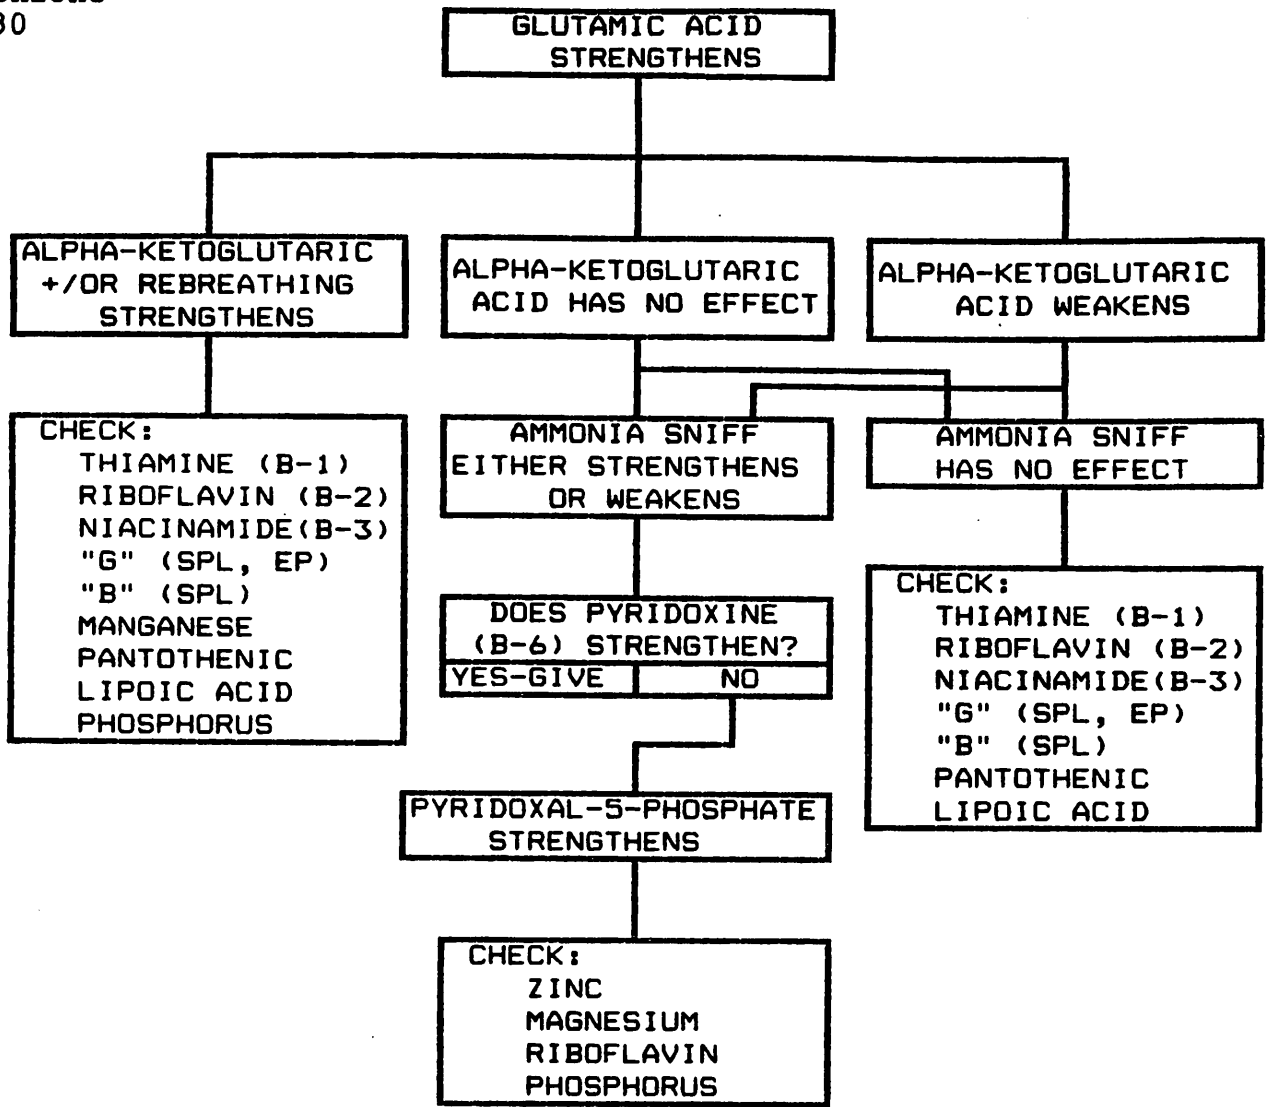 30
GLUTAMIC ACID
STRENGTHENS
ALPHA-KETOGLUTARIC
+/OR REBREATHING
STRENGTHENS
ALPHA-KETOGLUTARIC
ACID HAS NO EFFECT
ALPHA-KETOGLUTARIC
ACID WEAKENS
CHECK:
THIAMINE (B-1)
RIBOFLAVIN (B-2)
NIACINAMIDE(B-3)
"G" (SPL, EP)
"B" (SPL)
MANGANESE
PANTOTHENIC
LIPOIC ACID
PHOSPHORUS
AMMONIA SNIFF
EITHER STRENGTHENS
OR WEAKENS
AMMONIA SNIFF
HAS NO EFFECT
DOES PYRIDOXINE
(B-6) STRENGTHEN?
YES-GIVE NO
CHECK:
THIAMINE (B-1)
RIBOFLAVIN (B-2)
NIACINAMIDE(B-3)
"G" (SPL, EP)
"B" (SPL)
PANTOTHENIC
LIPOIC ACID
PYRIDOXAL-5-PHOSPHATE
STRENGTHENS
CHECK:
ZINC
MAGNESIUM
RIBOFLAVIN
PHOSPHORUS